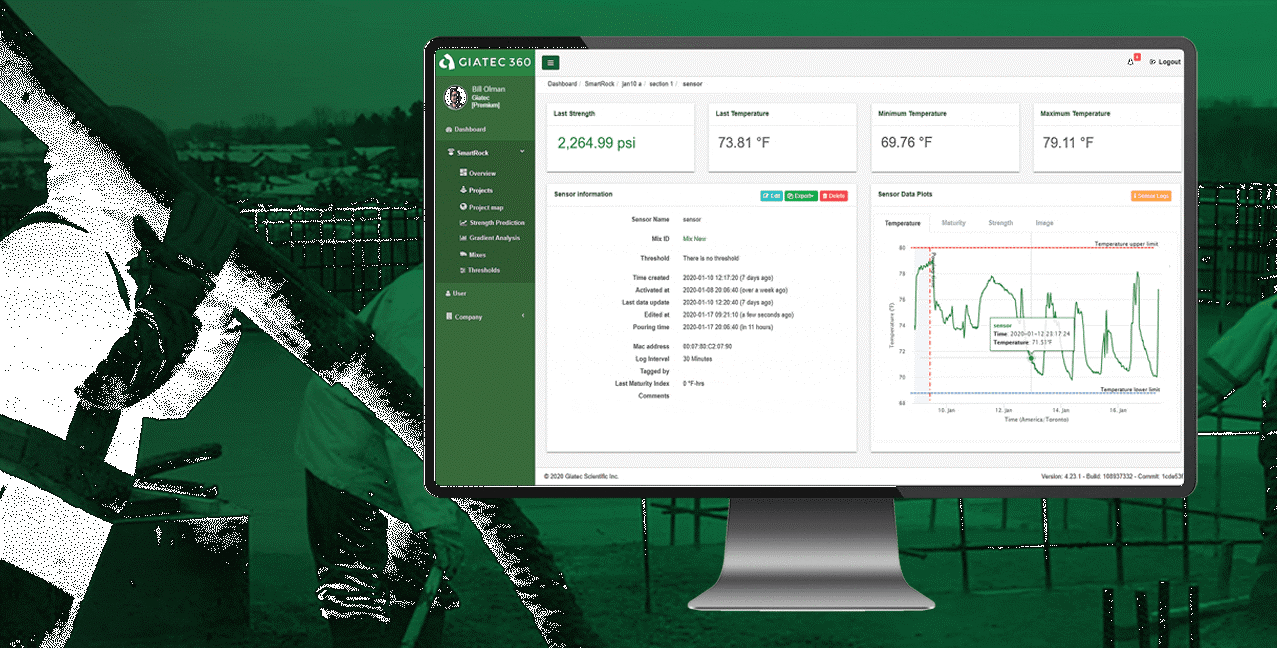 GIATEC 360
Logout
Bill Olman
Giatec
[Premium]
Dashboard
SmartRock
Overview
Projects
Project map
Strength Prediction
Gradient Analysis
Mixes
Thresholds
User
Company
Dashboard / SmartRock / Jan10 a / section 1 / sensor
Last Strength
2,264.99 psi
Last Temperature
73.81 °F
Minimum Temperature
69.76 °F
Maximum Temperature
79.11 °F
Sensor information
Edit
Export
Delete
Sensor Name sensor
Mix ID Mix New
Threshold There is no threshold
Time created 2020-01-10 12:17:20 (7 days ago)
Activated at 2020-01-08 20:06:40 (over a week ago)
Last data update 2020-01-10 12:20:40 (7 days ago)
Edited at 2020-01-17 09:21:10 (a few seconds ago)
Pouring time 2020-01-17 20:06:40 (in 11 hours)
Mac address
Log Interval 30 Minutes
Tagged by
Last Maturity Index 0 °F-hrs
Comments
Sensor Data Plots
Sensor Logs
Temperature Maturity Strength Image
Temperature upper limit
80
78
76
74
72
70
68
Temperature (°F)
sensor
Time: 2020-01-12 23:17:24
Temperature: 71.51°F
Temperature lower limit
10. Jan 12. Jan 14. Jan 16. Jan
Time (America/Toronto)
© 2020 Giatec Scientific Inc.
Version: 4.23.1 - Build: 108937332 - Commit: